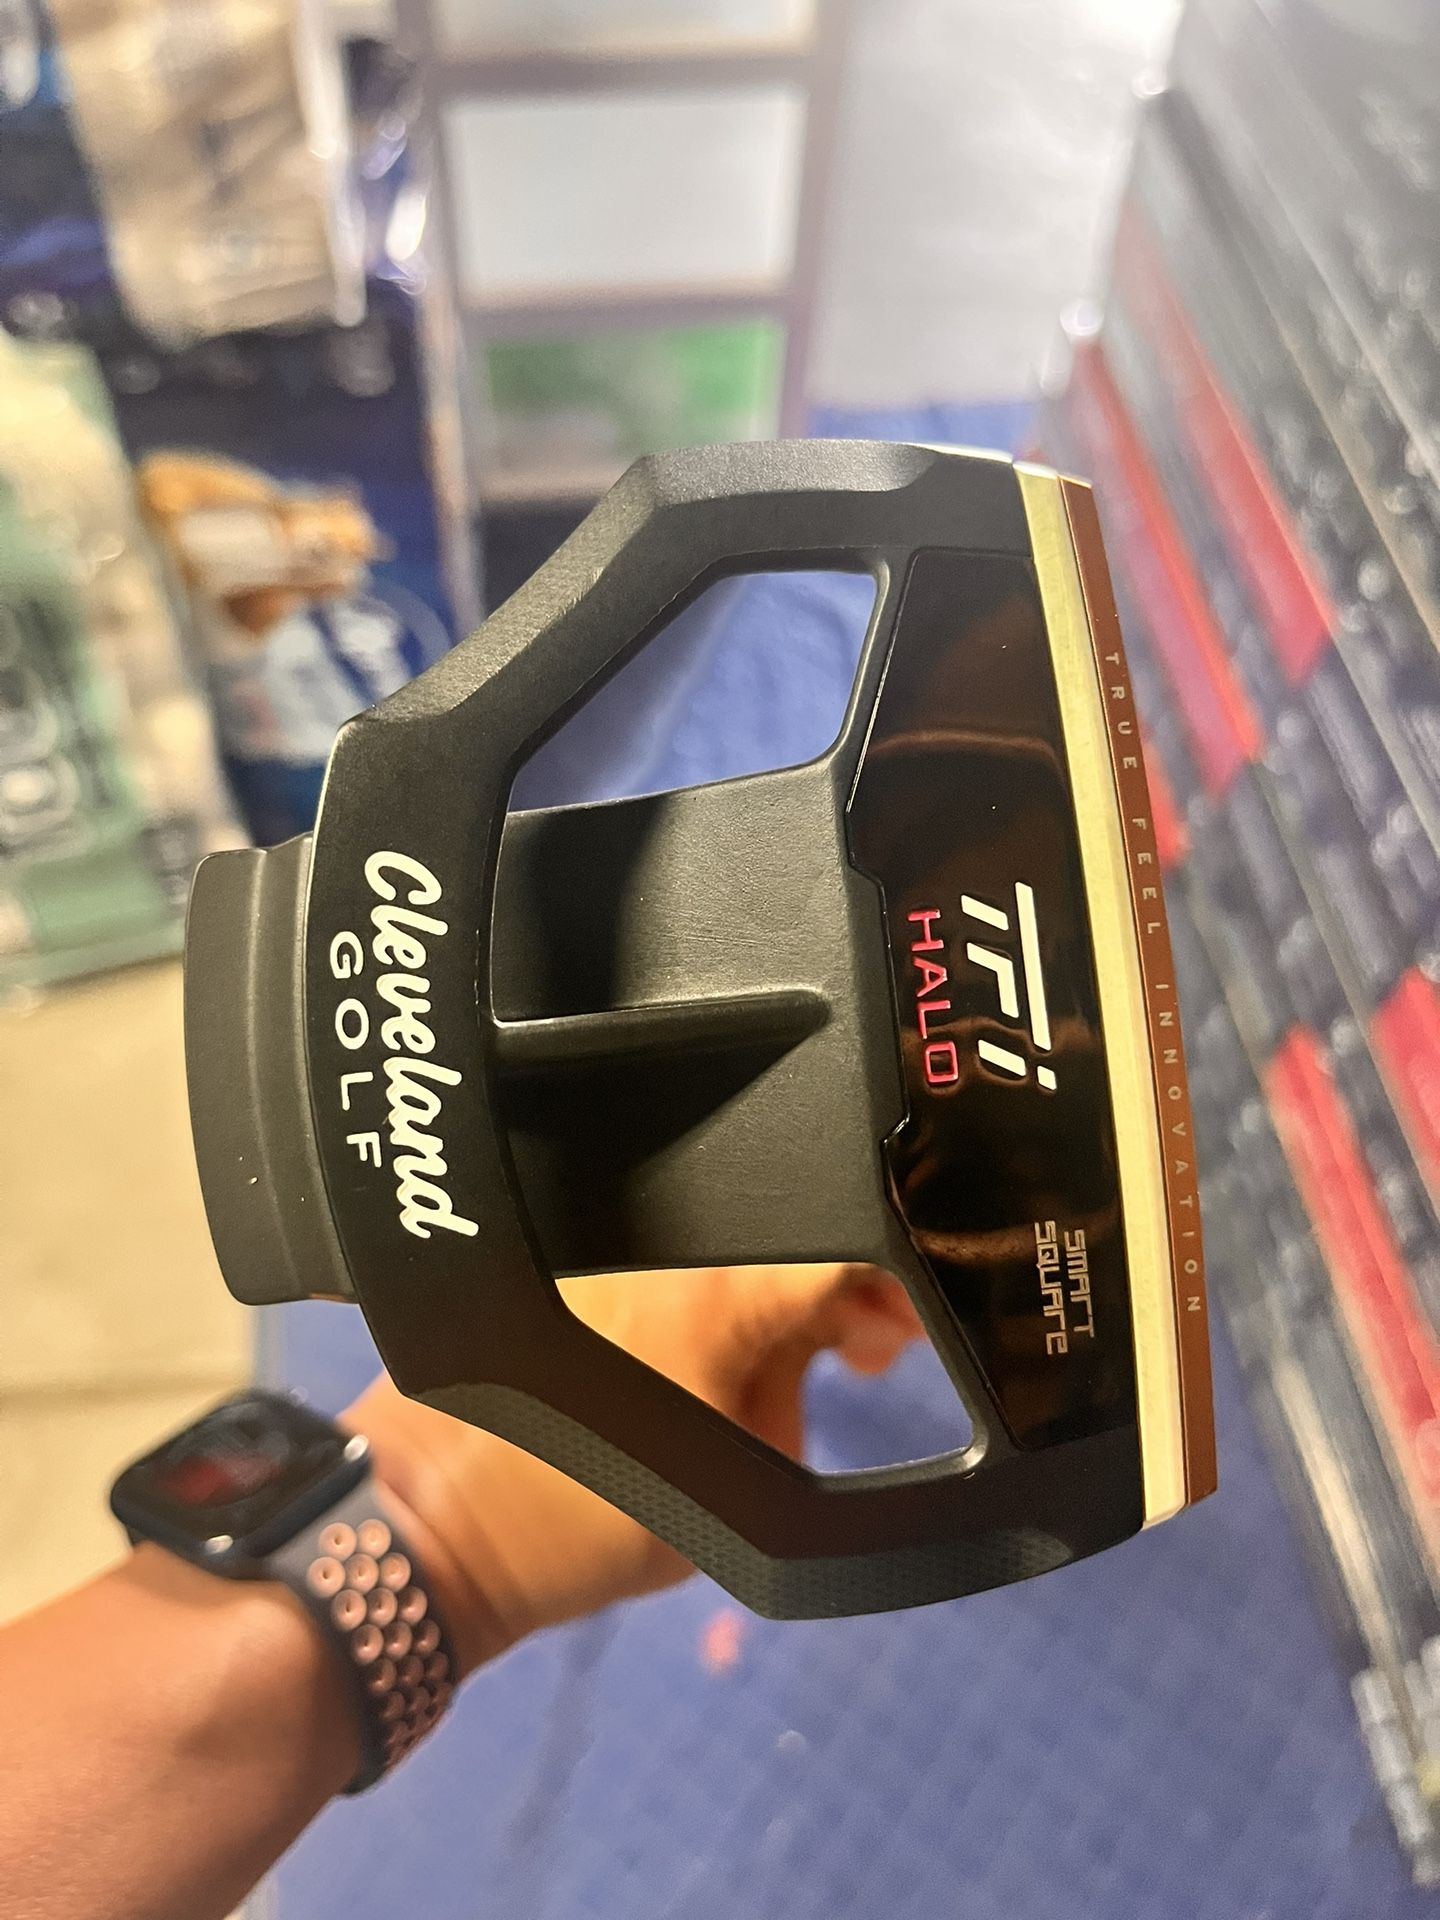 Cleveland
GOLF
TFi
HALO
SMART
SQUARE
TRUE FEEL INNOVATION